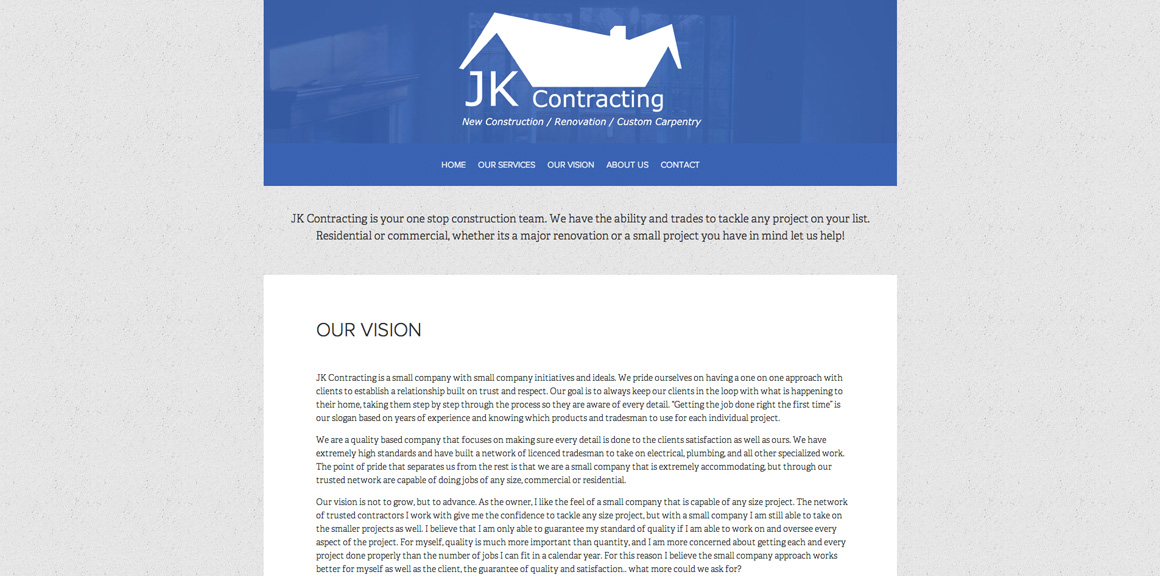 JK Contracting
New Construction / Renovation / Custom Carpentry
HOME OUR SERVICES OUR VISION ABOUT US CONTACT
JK Contracting is your one stop construction team. We have the ability and trades to tackle any project on your list.
Residential or commercial, whether its a major renovation or a small project you have in mind let us help!
OUR VISION
JK Contracting is a small company with small company initiatives and ideals. We pride ourselves on having a one on one approach with
clients to establish a relationship built on trust and respect. Our goal is to always keep our clients in the loop with what is happening to
their home, taking them step by step through the process so they are aware of every detail. "Getting the job done right the first time" is
our slogan based on years of experience and knowing which products and tradesman to use for each individual project.
We are a quality based company that focuses on making sure every detail is done to the clients satisfaction as well as ours. We have
extremely high standards and have built a network of licenced tradesman to take on electrical, plumbing, and all other specialized work.
The point of pride that separates us from the rest is that we are a small company that is extremely accommodating, but through our
trusted network are capable of doing jobs of any size, commercial or residential.
Our vision is not to grow, but to advance. As the owner, I like the feel of a small company that is capable of any size project. The network
of trusted contractors I work with give me the confidence to tackle any size project, but with a small company I am still able to take on
the smaller projects as well. I believe that I am only able to guarantee my standard of quality if I am able to work on and oversee every
aspect of the project. For myself, quality is much more important than quantity, and I am more concerned about getting each and every
project done properly than the number of jobs I can fit in a calendar year. For this reason I believe the small company approach works
better for myself as well as the client, the guarantee of quality and satisfaction.. what more could we ask for?